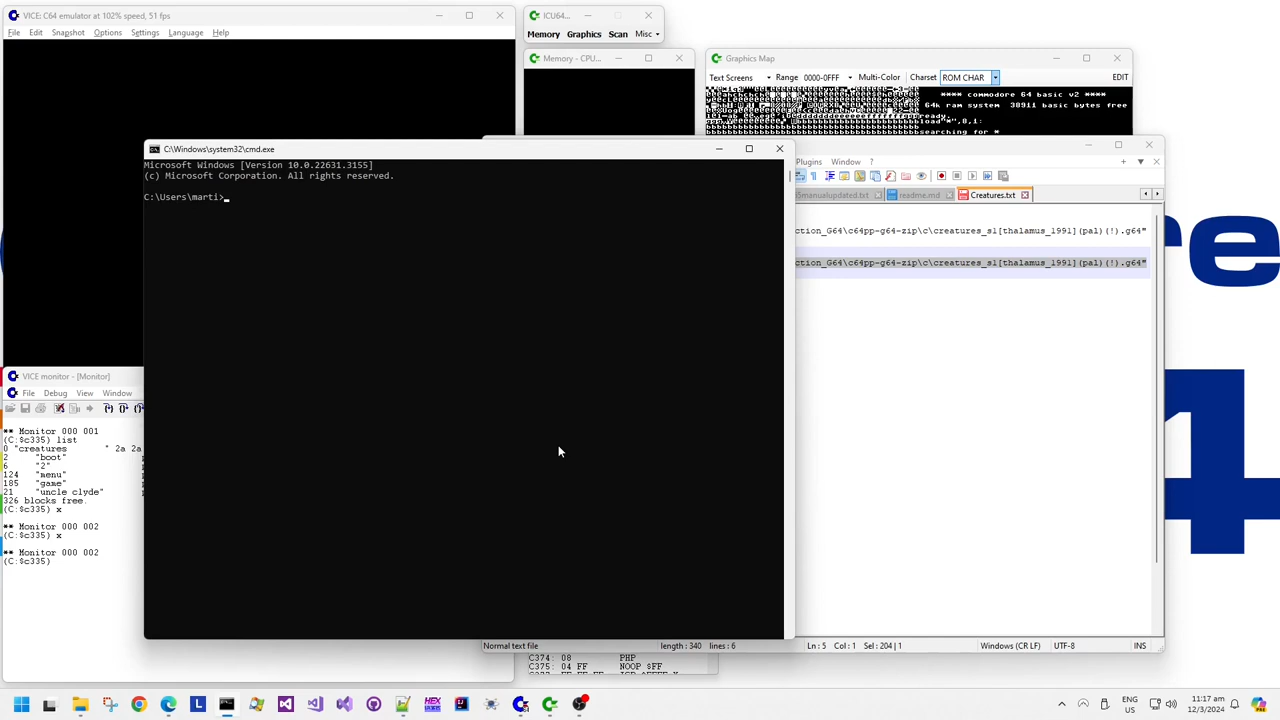 VICE: C64 emulator at 102% speed, 51 fps
File Edit Snapshot Options Settings Language Help
ICU64...
Memory Graphics Scan Misc
Memory - CPU...
Graphics Map
Text Screens Range 0000-0FFF Multi-Color Charset ROM CHAR EDIT
**** commodore 64 basic v2 ****
64k ram system 38911 basic bytes free
ready.
load"*",8,1:
searching for *
C:\Windows\system32\cmd.exe
Microsoft Windows [Version 10.0.22631.3155]
(c) Microsoft Corporation. All rights reserved.
C:\Users\marti>
Plugins Window ?
5manualupdated.txt readme.md Creatures.txt
ction_G64\c64pp-g64-zip\c\creatures_s1[thalamus_1991](pal)(!).g64"
ction_G64\c64pp-g64-zip\c\creatures_s1[thalamus_1991](pal)(!).g64"
re
4
VICE monitor - [Monitor]
File Debug View Window
** Monitor 000 001
(C:$c335) list
0 "creatures " 2a 2a
2 "boot"
6 "2"
124 "menu"
185 "game"
21 "uncle clyde"
326 blocks free.
(C:$c335) x
** Monitor 000 002
(C:$c335) x
** Monitor 000 002
(C:$c335)
Normal text file length : 340 lines : 6 Ln : 5 Col : 1 Sel : 204 | 1 Windows (CR LF) UTF-8 INS
C374: 08 PHP
C375: 04 FF NOOP $FF
ENG
US
11:17 am
12/3/2024